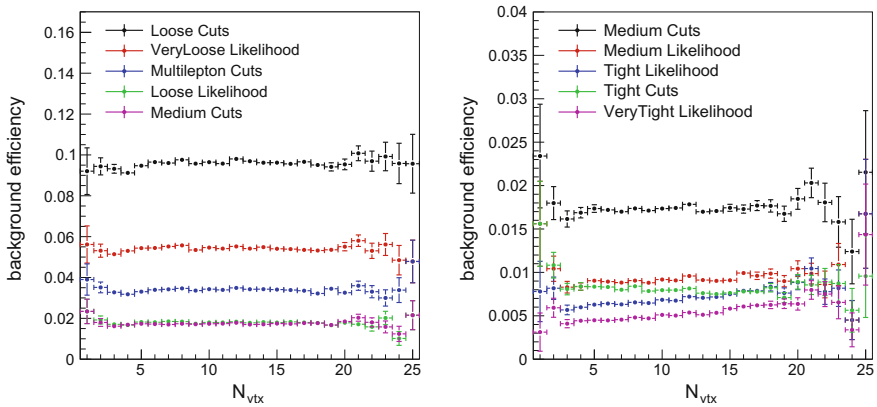 background efficiency
0.16
0.14
0.12
0.1
0.08
0.06
0.04
0.02
0
Loose Cuts
VeryLoose Likelihood
Multilepton Cuts
Loose Likelihood
Medium Cuts
5 10 15 20 25
N_vtx
background efficiency
0.04
0.035
0.03
0.025
0.02
0.015
0.01
0.005
0
Medium Cuts
Medium Likelihood
Tight Likelihood
Tight Cuts
VeryTight Likelihood
5 10 15 20 25
N_vtx